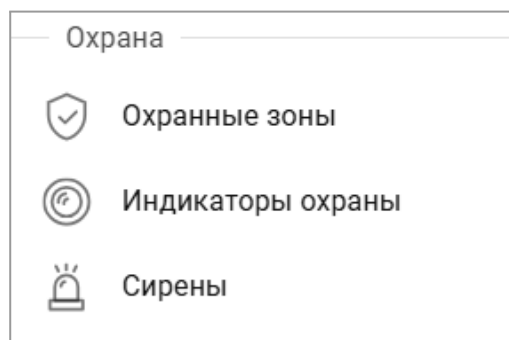 Охрана
Охранные зоны
Индикаторы охраны
Сирены